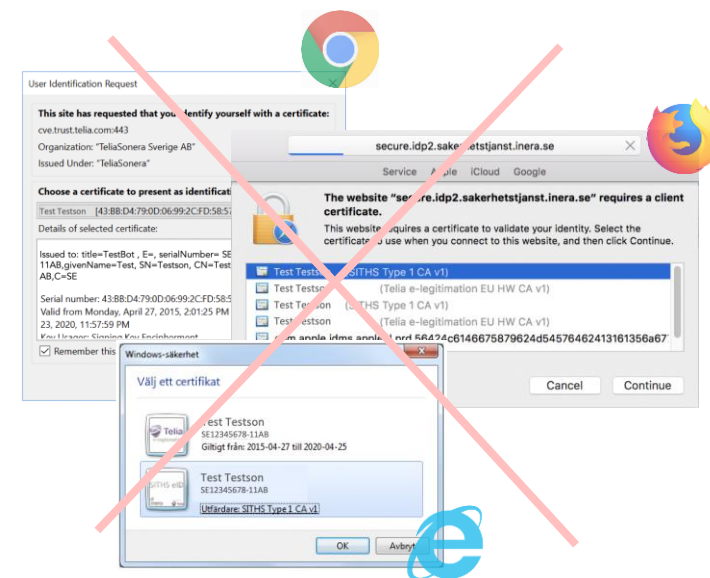 User Identification Request
This site has requested that you identify yourself with a certificate:
cve.trust.telia.com:443
Organization: "TeliaSonera Sverige AB"
Issued Under: "TeliaSonera"
Choose a certificate to present as identificati
Test Testson [43:BB:D4:79:0D:06:99:2C:FD:58:57
Details of selected certificate:
Issued to: title=TestBot , E=, serialNumber= SE
11AB,givenName=Test, SN=Testson, CN=Test
AB,C=SE
Serial number: 43:BB:D4:79:0D:06:99:2C:FD:58:5
Valid from Monday, April 27, 2015, 2:01:25 PM
23, 2020, 11:57:59 PM
Key Usages: Signing,Key Encipherment
Remember this
secure.idp2.sakerhetstjanst.inera.se
Service Apple iCloud Google
The website "secure.idp2.sakerhetstjanst.inera.se" requires a client
certificate.
This website requires a certificate to validate your identity. Select the
certificate to use when you connect to this website, and then click Continue.
Test Testson (SITHS Type 1 CA v1)
Test Testson (Telia e-legitimation EU HW CA v1)
Test Testson (SITHS Type 1 CA v1)
Test Testson (Telia e-legitimation EU HW CA v1)
Cancel Continue
Windows-säkerhet
Välj ett certifikat
Telia
Test Testson
SE12345678-11AB
Giltigt från: 2015-04-27 till 2020-04-25
SITHS eID
Test Testson
SE12345678-11AB
Utfärdare: SITHS Type 1 CA v1
OK Avbryt